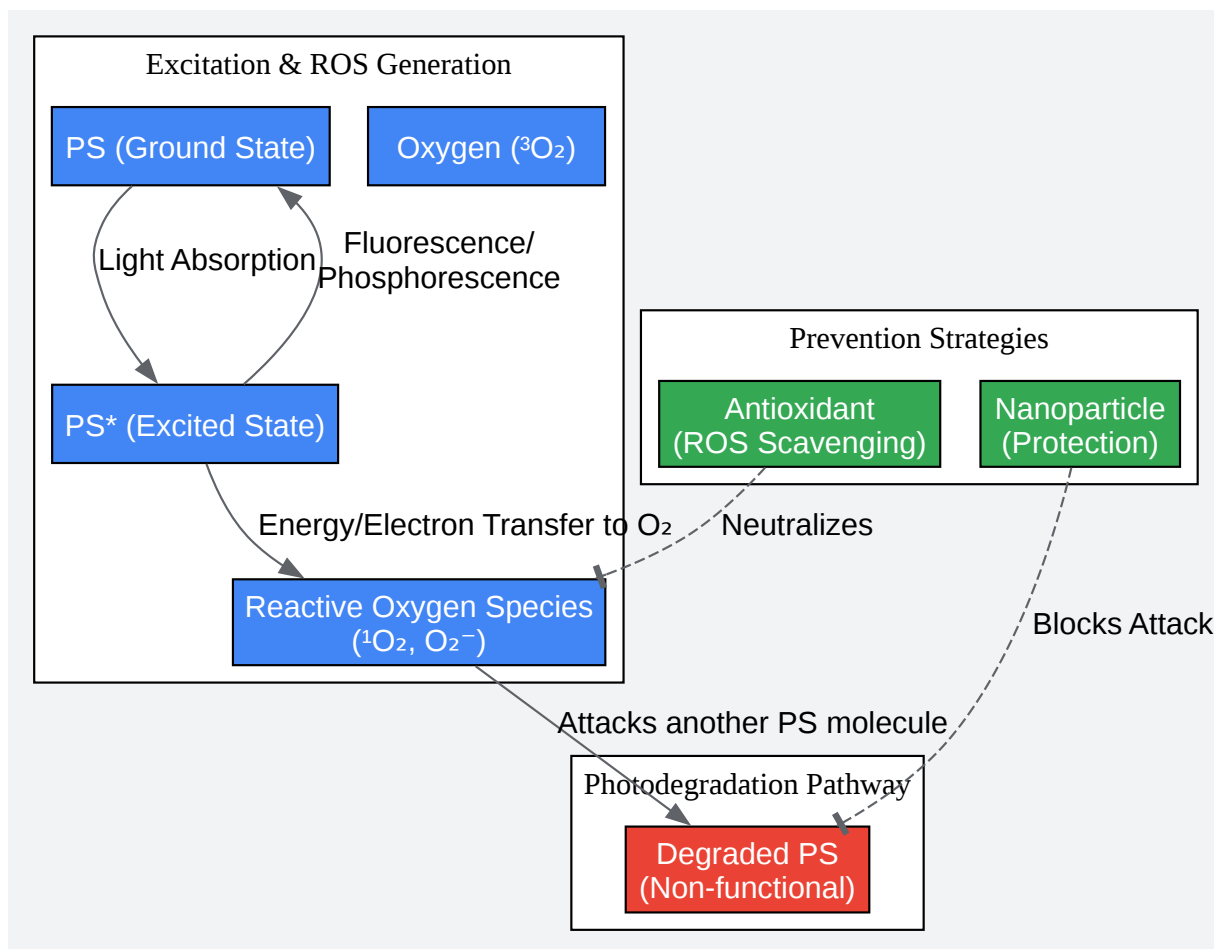 Excitation & ROS Generation
PS (Ground State)
Oxygen (³O₂)
Light Absorption
Fluorescence/
Phosphorescence
PS* (Excited State)
Prevention Strategies
Antioxidant
(ROS Scavenging)
Nanoparticle
(Protection)
Energy/Electron Transfer to O₂
Neutralizes
Reactive Oxygen Species
(¹O₂, O₂⁻)
Blocks Attack
Attacks another PS molecule
Photodegradation Pathway
Degraded PS
(Non-functional)